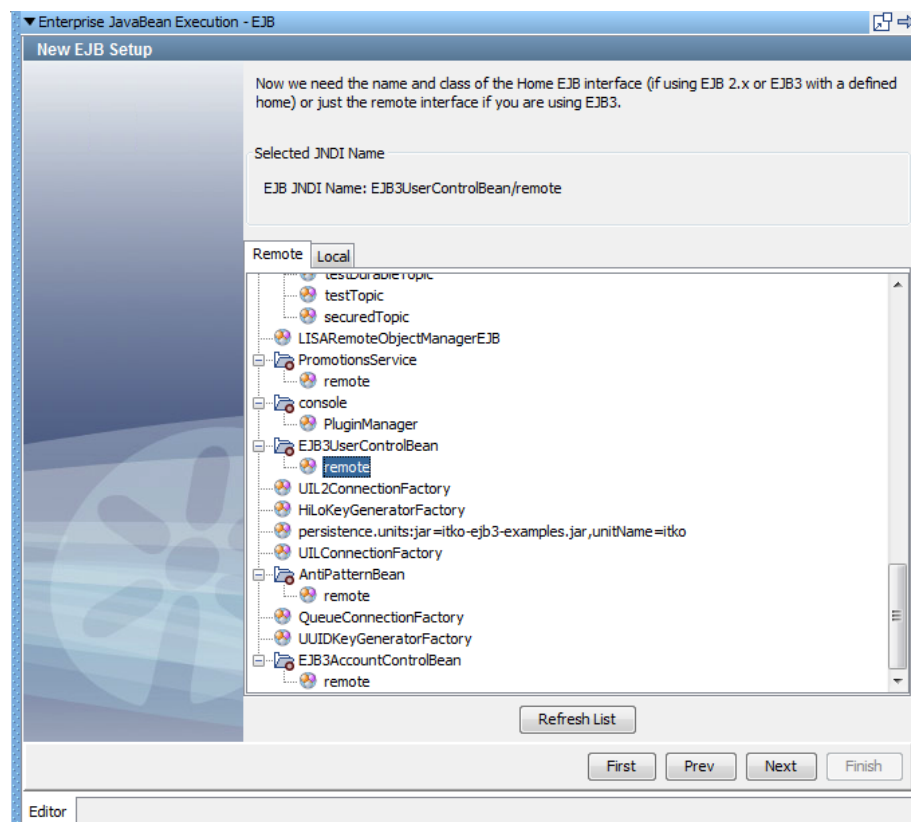 Enterprise JavaBean Execution - EJB
New EJB Setup
Now we need the name and class of the Home EJB interface (if using EJB 2.x or EJB3 with a defined
home) or just the remote interface if you are using EJB3.
Selected JNDI Name
EJB JNDI Name: EJB3UserControlBean/remote
Remote Local
testDurableTopic
testTopic
securedTopic
LISARemoteObjectManagerEJB
PromotionsService
remote
console
PluginManager
EJB3UserControlBean
remote
UIL2ConnectionFactory
HiLoKeyGeneratorFactory
persistence.units:jar=itko-ejb3-examples.jar,unitName=itko
UILConnectionFactory
AntiPatternBean
remote
QueueConnectionFactory
UUIDKeyGeneratorFactory
EJB3AccountControlBean
remote
Refresh List
First Prev Next Finish
Editor